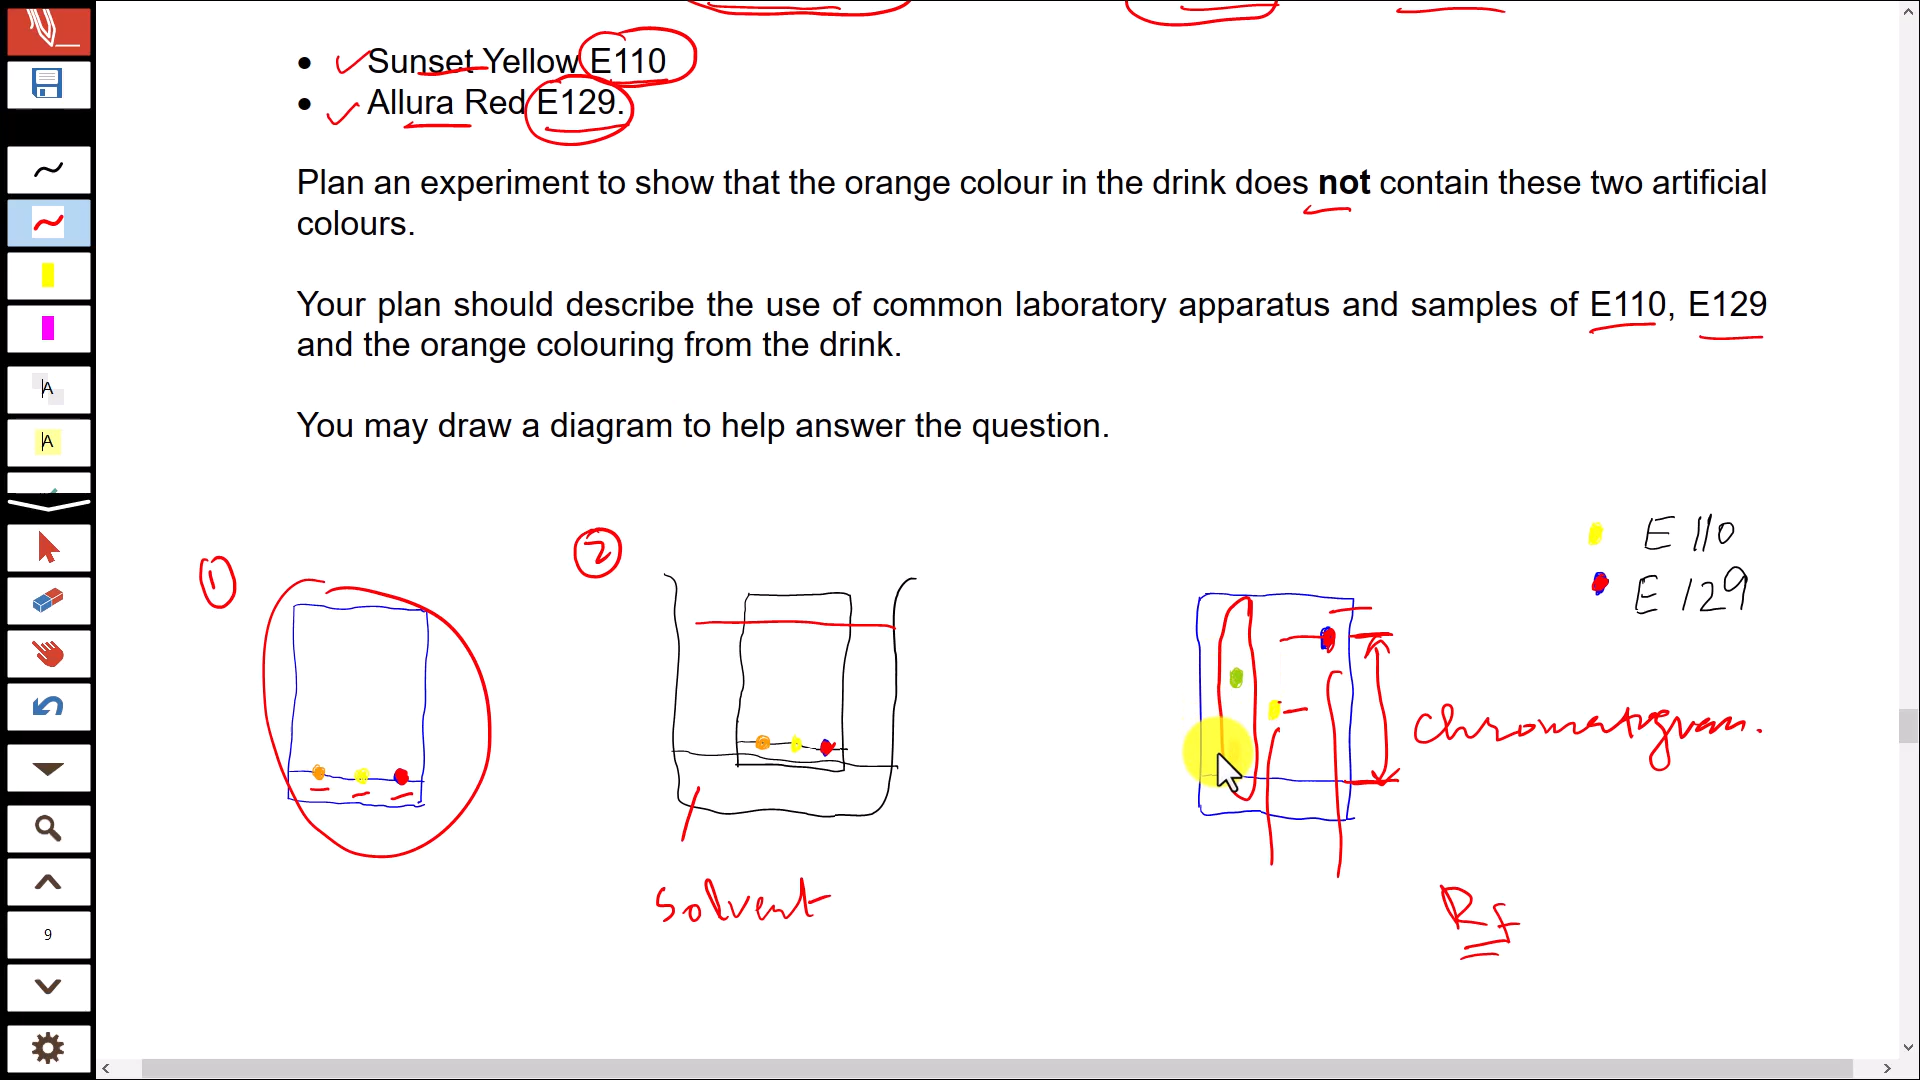 • Sunset Yellow E110
• Allura Red E129.
Plan an experiment to show that the orange colour in the drink does not contain these two artificial
colours.
Your plan should describe the use of common laboratory apparatus and samples of E110, E129
and the orange colouring from the drink.
You may draw a diagram to help answer the question.
A
A
9
1
2
E 110
E 129
Chromatogram.
Solvent
Rf